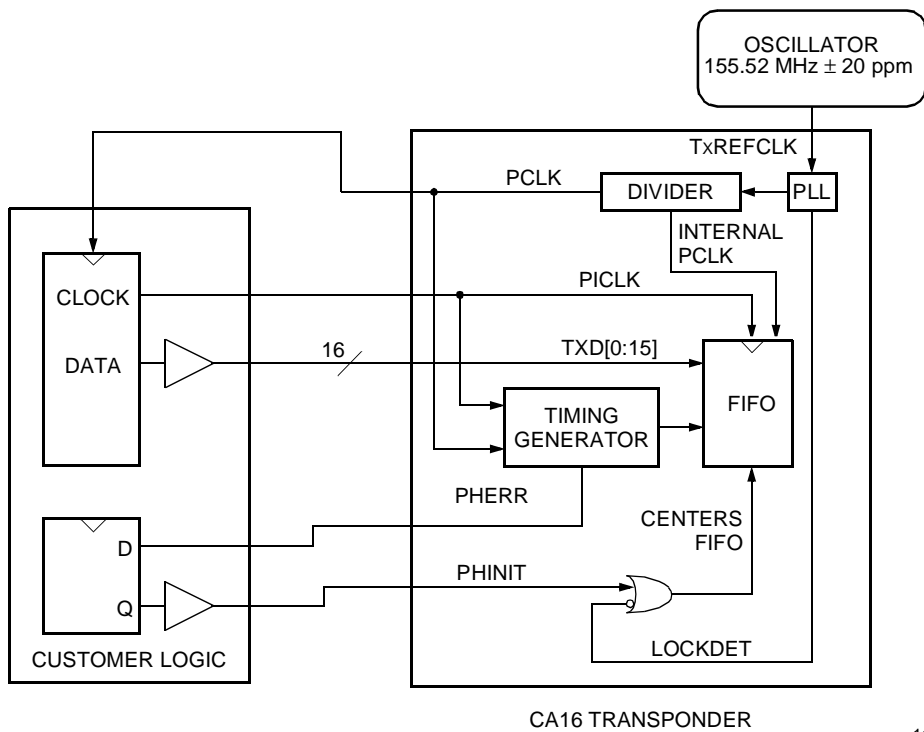 OSCILLATOR
155.52 MHz ± 20 ppm
TxREFCLK
PCLK
DIVIDER
PLL
INTERNAL
PCLK
CLOCK
PICLK
DATA
16
TXD[0:15]
FIFO
TIMING
GENERATOR
PHERR
CENTERS
FIFO
D
PHINIT
Q
LOCKDET
CUSTOMER LOGIC
CA16 TRANSPONDER